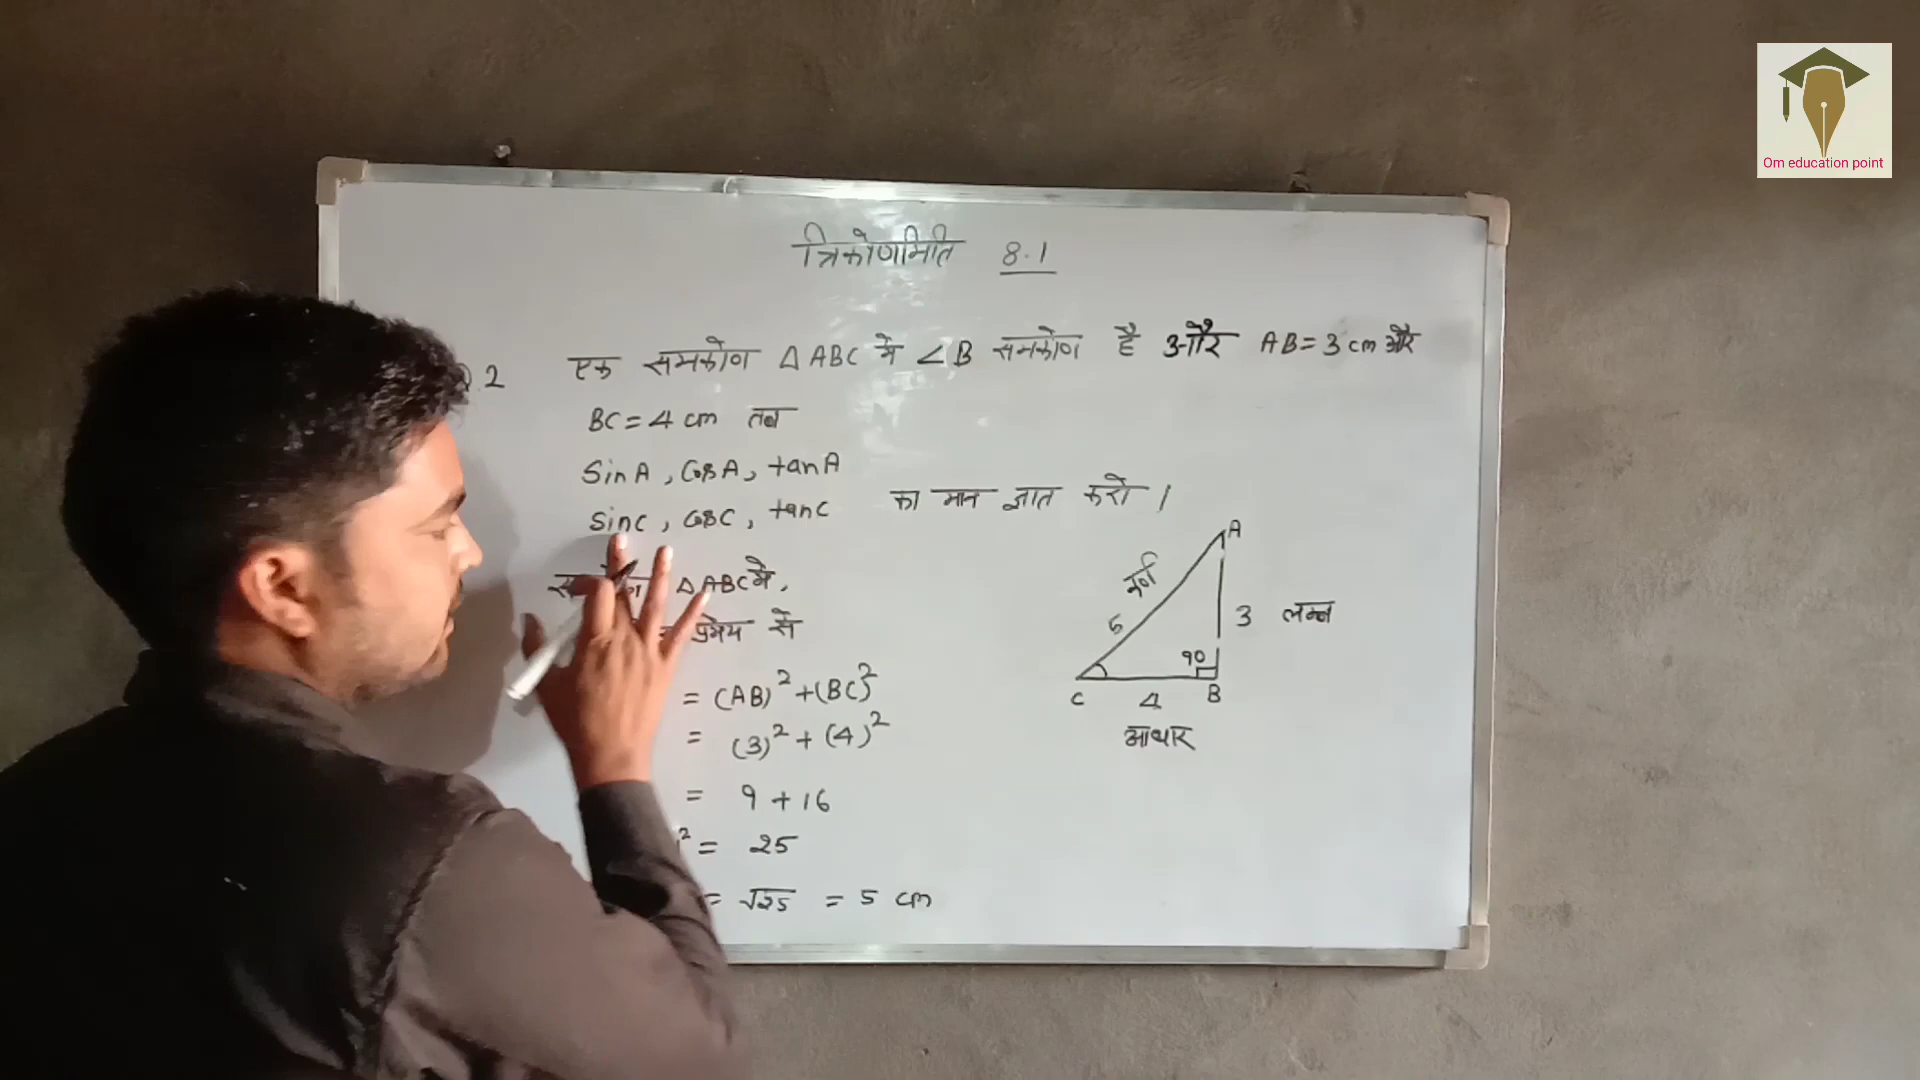 Om education point
त्रिकोणमिति 8.1
.2 एक समकोण △ABC में ∠B समकोण है और AB = 3 cm और
BC = 4 cm तब
Sin A, Cos A, tan A
Sin C, Cos C, tan C का मान ज्ञात करो ।
△ABC में,
प्रमेय से
= (AB)² + (BC)²
= (3)² + (4)²
= 9 + 16
² = 25
= √25 = 5 cm
A
कर्ण
5
3 लम्ब
90
C 4 B
आधार